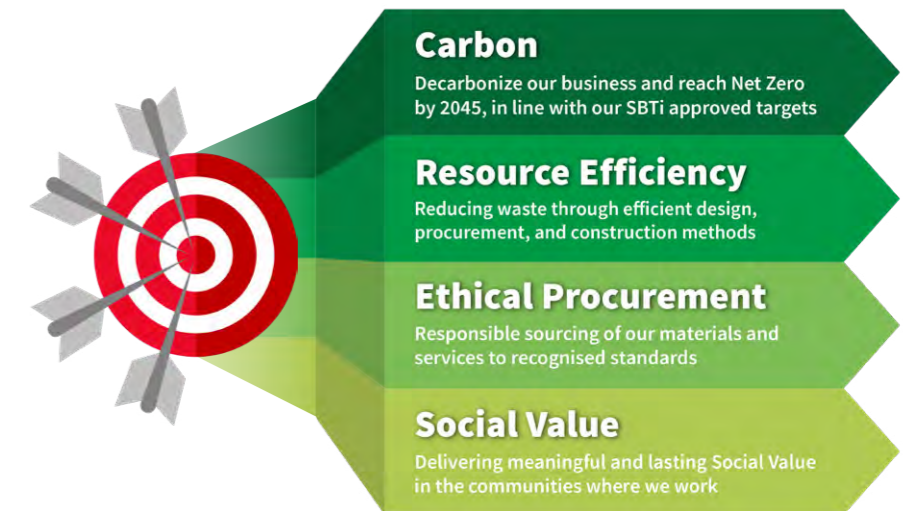 Carbon
Decarbonize our business and reach Net Zero
by 2045, in line with our SBTi approved targets
Resource Efficiency
Reducing waste through efficient design,
procurement, and construction methods
Ethical Procurement
Responsible sourcing of our materials and
services to recognised standards
Social Value
Delivering meaningful and lasting Social Value
in the communities where we work